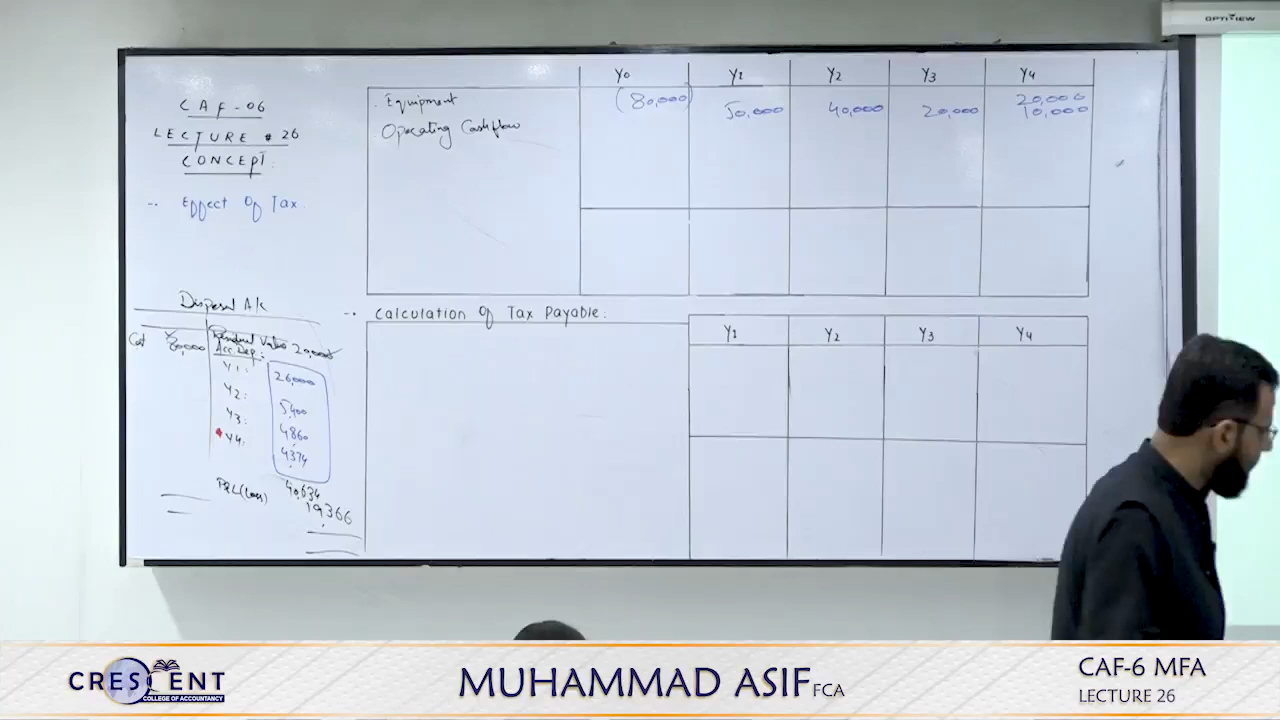 OPTIVIEW
CAF-06
LECTURE # 26
CONCEPT:
-- Effect Of Tax
Y0 Y1 Y2 Y3 Y4
Equipment (80,000) 20,000
Operating Cashflow 50,000 40,000 20,000 10,000
Disposal A/c
Cost 80,000 Residual Value 20,000
Acc. Dep:
Y1: 26,000
Y2: 5,400
Y3: 4860
Y4: 4374
40,634
P&L (Loss) 19,366
-- Calculation Of Tax Payable:
Y1 Y2 Y3 Y4
CRESCENT
COLLEGE OF ACCOUNTANCY
MUHAMMAD ASIF FCA
CAF-6 MFA
LECTURE 26